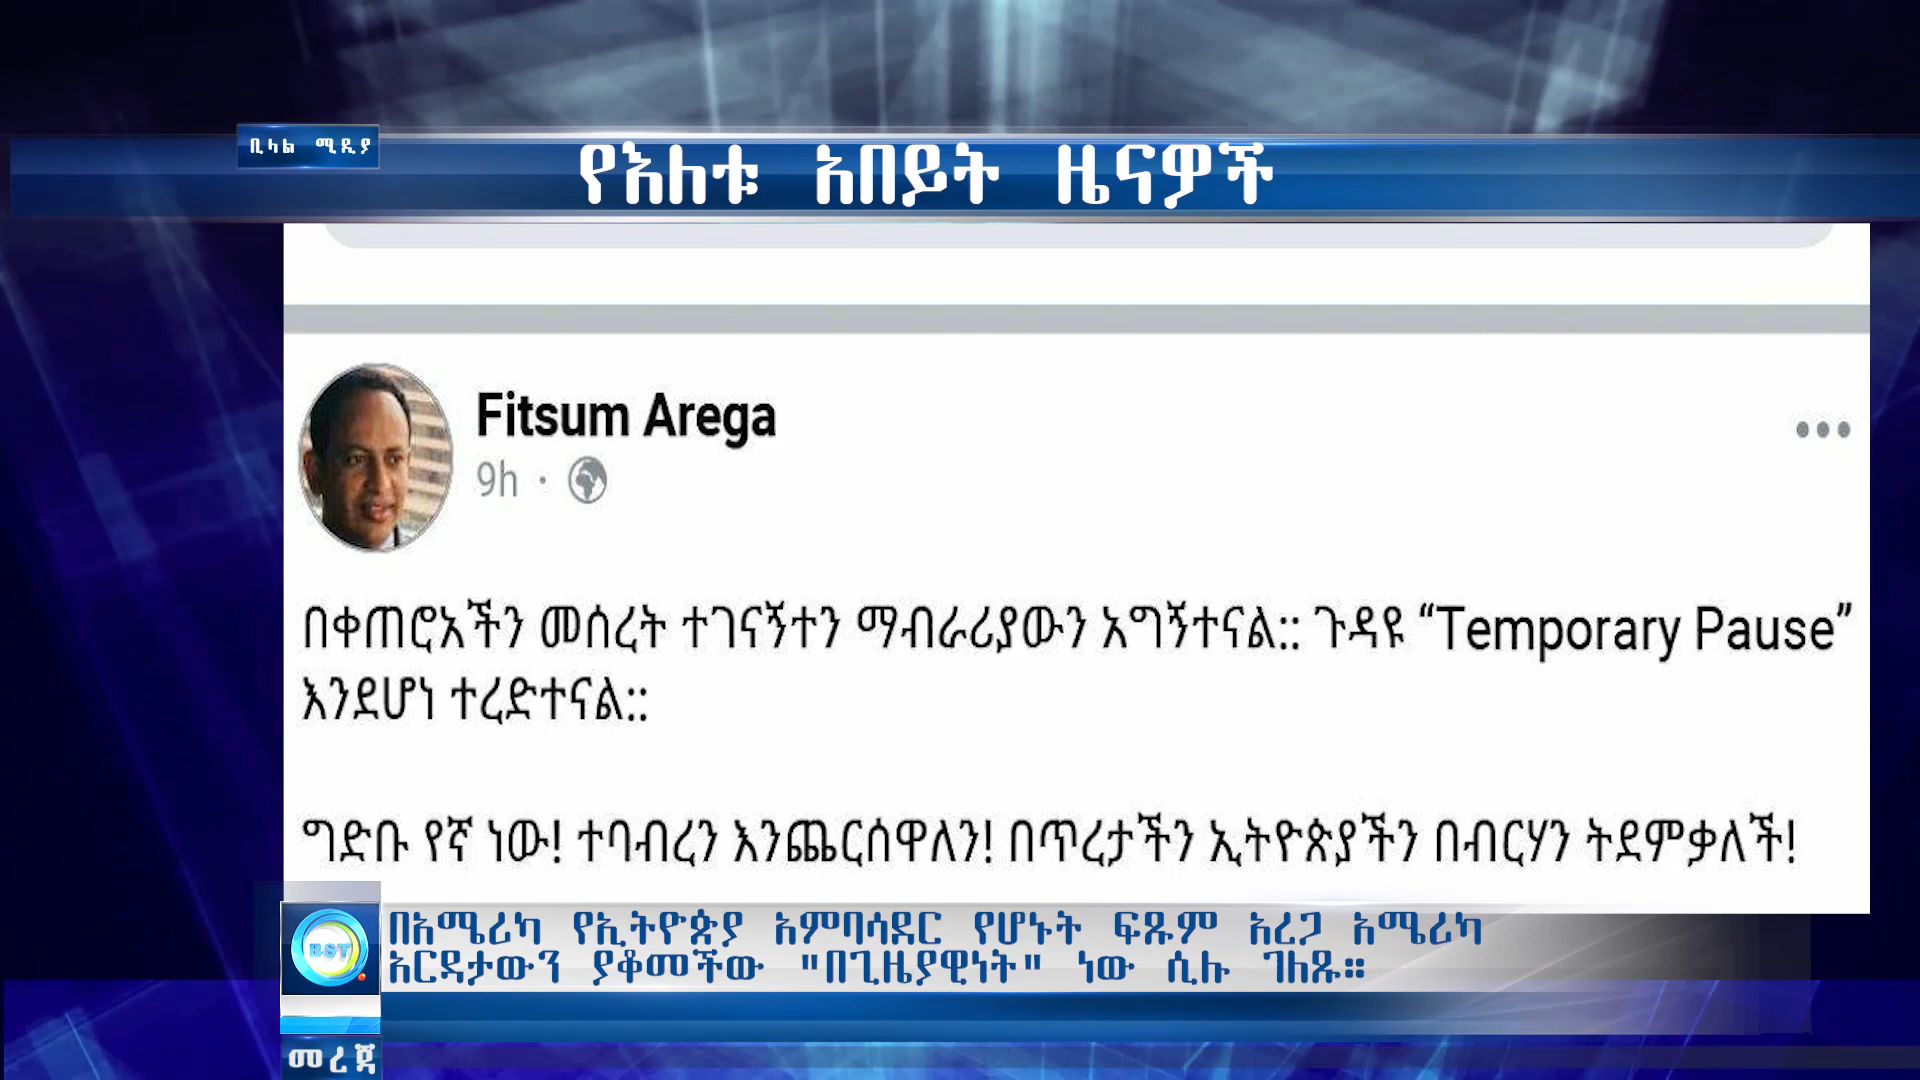 ቢላል ሚዲያ
የእለቱ አበይት ዜናዎች
Fitsum Arega
9h ·
በቀጠሮአችን መሰረት ተገናኝተን ማብራሪያውን አግኝተናል:: ጉዳዩ “Temporary Pause”
እንደሆነ ተረድተናል::
ግድቡ የኛ ነው! ተባብረን እንጨርሰዋለን! በጥረታችን ኢትዮጵያችን በብርሃን ትደምቃለች!
BST
በአሜሪካ የኢትዮጵያ አምባሳደር የሆኑት ፍጹም አረጋ አሜሪካ
እርዳታውን ያቆመችው "በጊዜያዊነት" ነው ሲሉ ገለጹ።
መረጃ